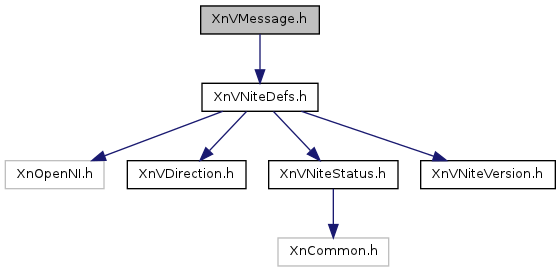 XnVMessage.h
XnVNiteDefs.h
XnOpenNI.h
XnVDirection.h
XnVNiteStatus.h
XnVNiteVersion.h
XnCommon.h